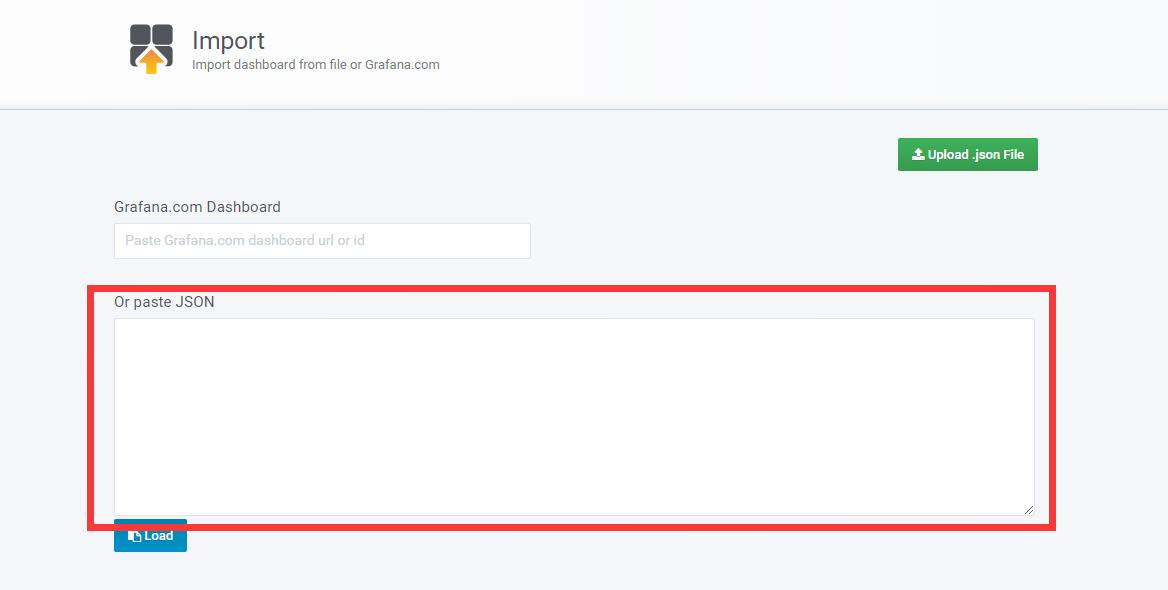 Import
Import dashboard from file or Grafana.com
Upload .json File
Grafana.com Dashboard
Paste Grafana.com dashboard url or id
Or paste JSON
Load